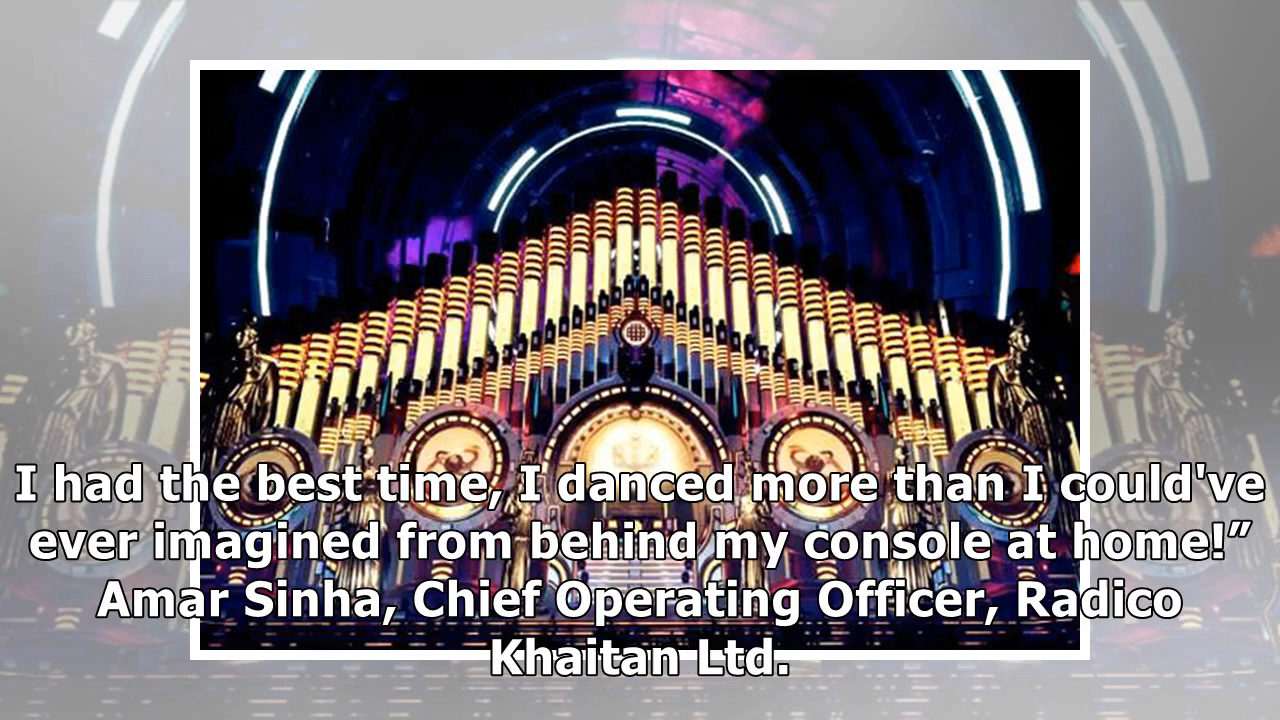 I had the best time, I danced more than I could've
ever imagined from behind my console at home!”
Amar Sinha, Chief Operating Officer, Radico
Khaitan Ltd.